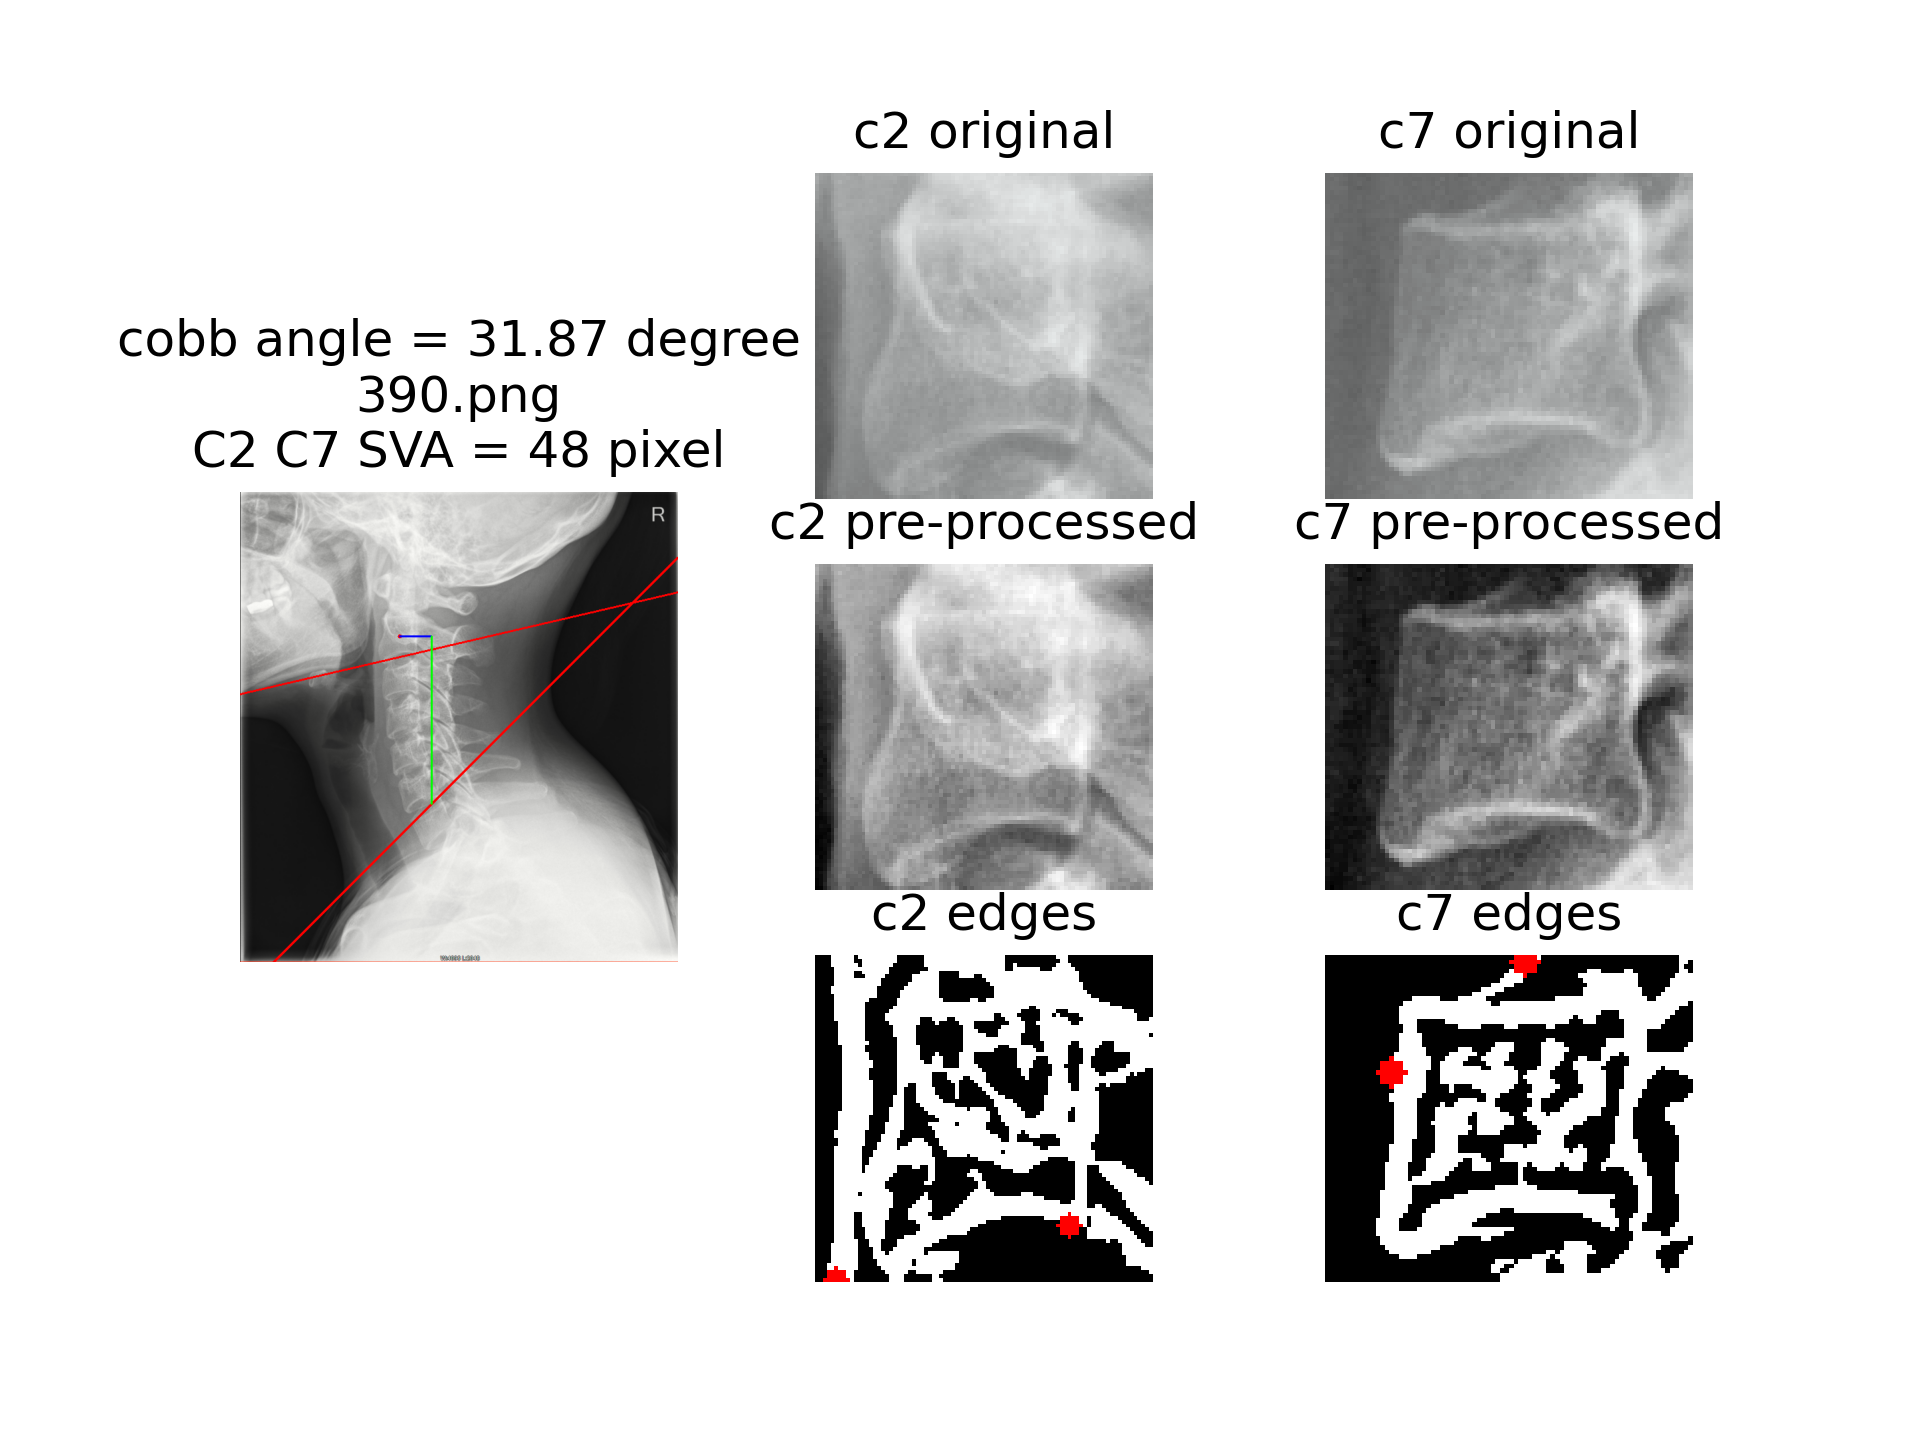 cobb angle = 31.87 degree
390.png
C2 C7 SVA = 48 pixel
R
c2 original
c7 original
c2 pre-processed
c7 pre-processed
c2 edges
c7 edges